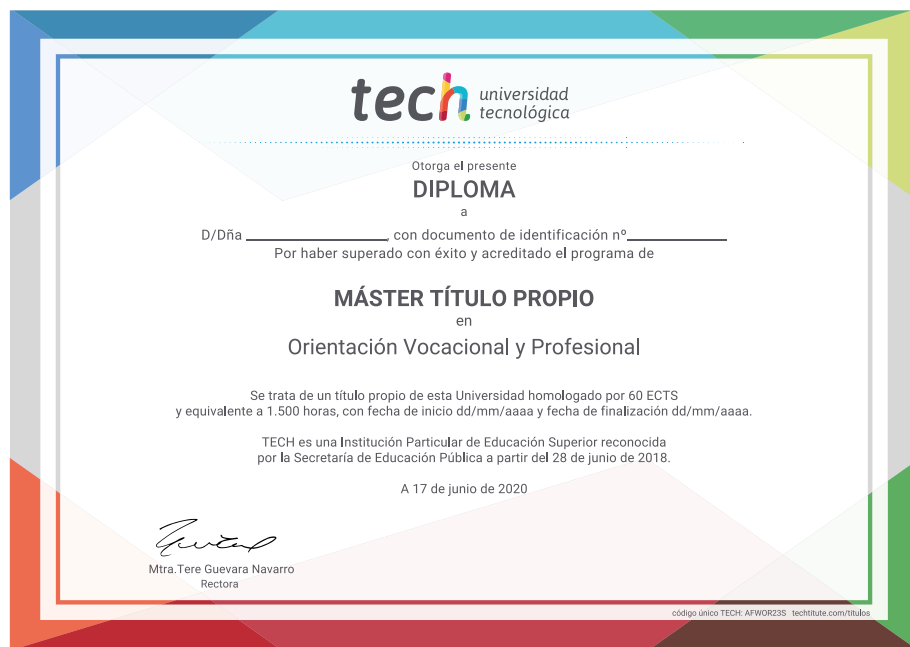 tech universidad
tecnológica
Otorga el presente
DIPLOMA
a
D/Dña ____________, con documento de identificación nº____________
Por haber superado con éxito y acreditado el programa de
MÁSTER TÍTULO PROPIO
en
Orientación Vocacional y Profesional
Se trata de un título propio de esta Universidad homologado por 60 ECTS
y equivalente a 1.500 horas, con fecha de inicio dd/mm/aaaa y fecha de finalización dd/mm/aaaa.
TECH es una Institución Particular de Educación Superior reconocida
por la Secretaría de Educación Pública a partir del 28 de junio de 2018.
A 17 de junio de 2020
Mtra.Tere Guevara Navarro
Rectora
código único TECH: AFWOR23S techtitute.com/titulos